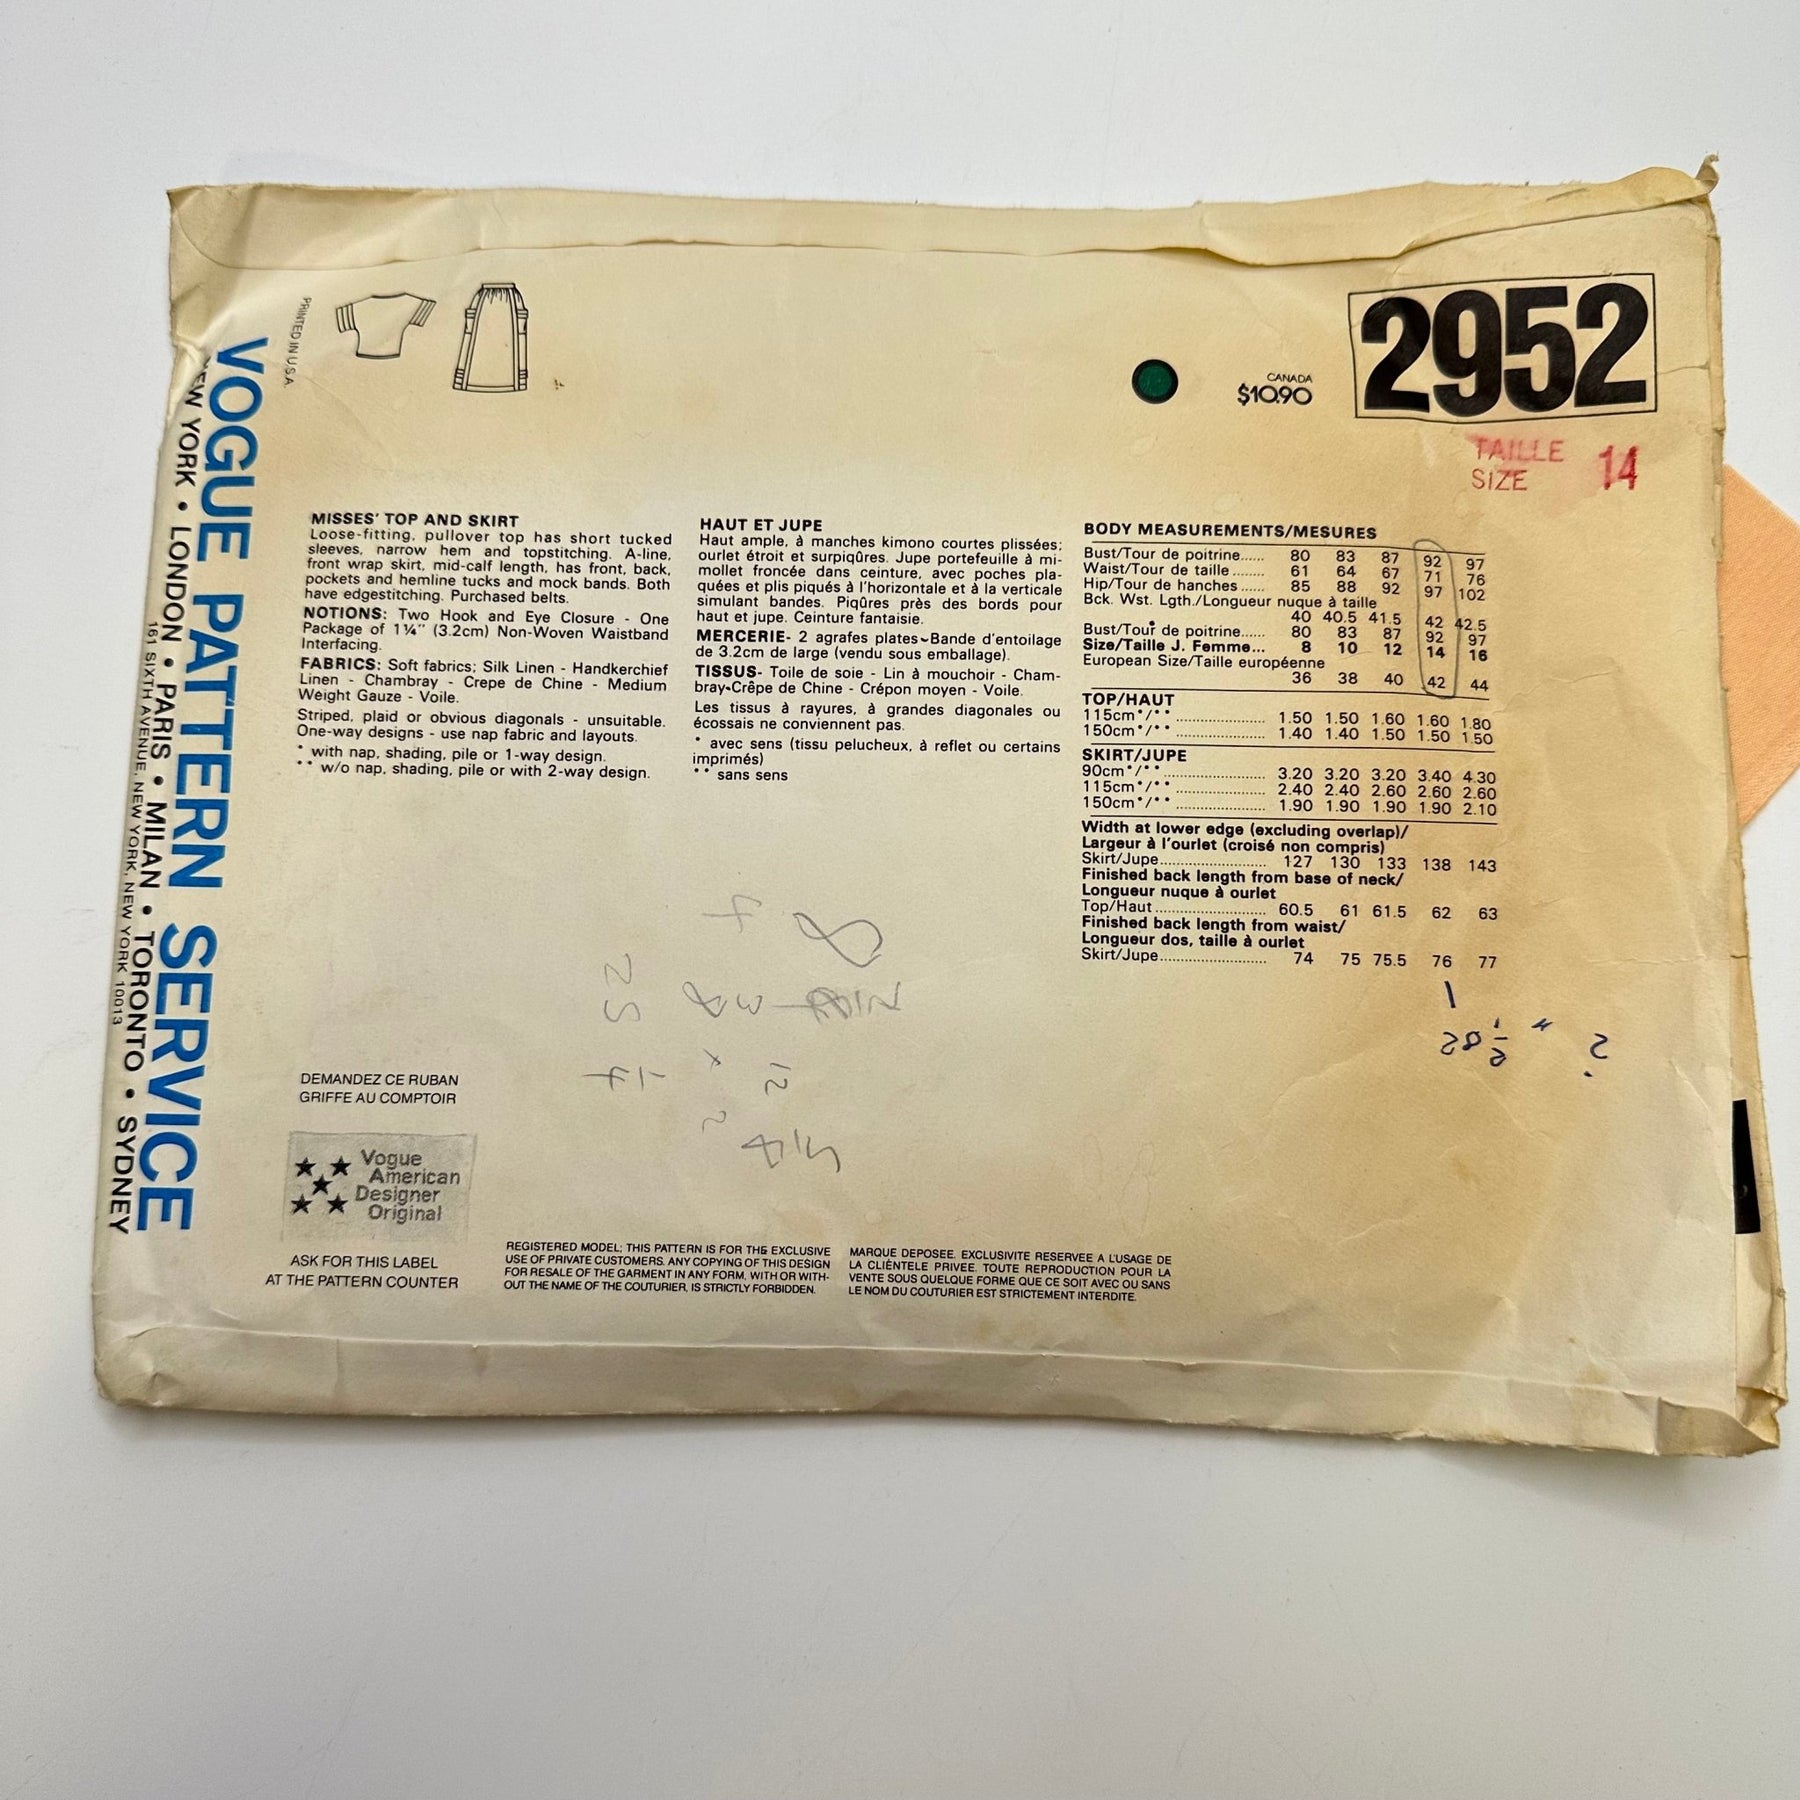 PRINTED IN U.S.A.
VOGUE PATTERN SERVICE
NEW YORK • LONDON • PARIS • MILAN • TORONTO • SYDNEY
161 SIXTH AVENUE, NEW YORK, NEW YORK 10013
CANADA
$10.90
2952
TAILLE
SIZE 14
MISSES' TOP AND SKIRT
Loose-fitting, pullover top has short tucked
sleeves, narrow hem and topstitching. A-line,
front wrap skirt, mid-calf length, has front, back,
pockets and hemline tucks and mock bands. Both
have edgestitching. Purchased belts.
NOTIONS: Two Hook and Eye Closure - One
Package of 1¼" (3.2cm) Non-Woven Waistband
Interfacing.
FABRICS: Soft fabrics; Silk Linen - Handkerchief
Linen - Chambray - Crepe de Chine - Medium
Weight Gauze - Voile.
Striped, plaid or obvious diagonals - unsuitable.
One-way designs - use nap fabric and layouts.
* with nap, shading, pile or 1-way design.
** w/o nap, shading, pile or with 2-way design.
HAUT ET JUPE
Haut ample, à manches kimono courtes plissées;
ourlet étroit et surpiqûres. Jupe portefeuille à mi-
mollet froncée dans ceinture, avec poches pla-
quées et plis piqués à l'horizontale et à la verticale
simulant bandes. Piqûres près des bords pour
haut et jupe. Ceinture fantaisie.
MERCERIE- 2 agrafes plates-Bande d'entoilage
de 3.2cm de large (vendu sous emballage).
TISSUS- Toile de soie - Lin à mouchoir - Cham-
bray-Crêpe de Chine - Crépon moyen - Voile.
Les tissus à rayures, à grandes diagonales ou
écossais ne conviennent pas.
* avec sens (tissu pelucheux, à reflet ou certains
imprimés)
** sans sens
BODY MEASUREMENTS/MESURES
Bust/Tour de poitrine...... 80 83 87 92 97
Waist/Tour de taille ........ 61 64 67 71 76
Hip/Tour de hanches ...... 85 88 92 97 102
Bck. Wst. Lgth./Longueur nuque à taille
40 40.5 41.5 42 42.5
Bust/Tour de poitrine...... 80 83 87 92 97
Size/Taille J. Femme... 8 10 12 14 16
European Size/Taille européenne
36 38 40 42 44
TOP/HAUT
115cm*/** ...................... 1.50 1.50 1.60 1.60 1.80
150cm*/** ...................... 1.40 1.40 1.50 1.50 1.50
SKIRT/JUPE
90cm*/** ........................ 3.20 3.20 3.20 3.40 4.30
115cm*/** ...................... 2.40 2.40 2.60 2.60 2.60
150cm*/** ...................... 1.90 1.90 1.90 1.90 2.10
Width at lower edge (excluding overlap)/
Largeur à l'ourlet (croisé non compris)
Skirt/Jupe......................... 127 130 133 138 143
Finished back length from base of neck/
Longueur nuque à ourlet
Top/Haut .......................... 60.5 61 61.5 62 63
Finished back length from waist/
Longueur dos, taille à ourlet
Skirt/Jupe......................... 74 75 75.5 76 77
DEMANDEZ CE RUBAN
GRIFFE AU COMPTOIR
Vogue
American
Designer
Original
ASK FOR THIS LABEL
AT THE PATTERN COUNTER
REGISTERED MODEL; THIS PATTERN IS FOR THE EXCLUSIVE
USE OF PRIVATE CUSTOMERS. ANY COPYING OF THIS DESIGN
FOR RESALE OF THE GARMENT IN ANY FORM, WITH OR WITH-
OUT THE NAME OF THE COUTURIER, IS STRICTLY FORBIDDEN.
MARQUE DEPOSEE. EXCLUSIVITE RESERVEE A L'USAGE DE
LA CLIÉNTELE PRIVEE. TOUTE REPRODUCTION POUR LA
VENTE SOUS QUELQUE FORME QUE CE SOIT AVEC OU SANS
LE NOM DU COUTURIER EST STRICTEMENT INTERDITE.